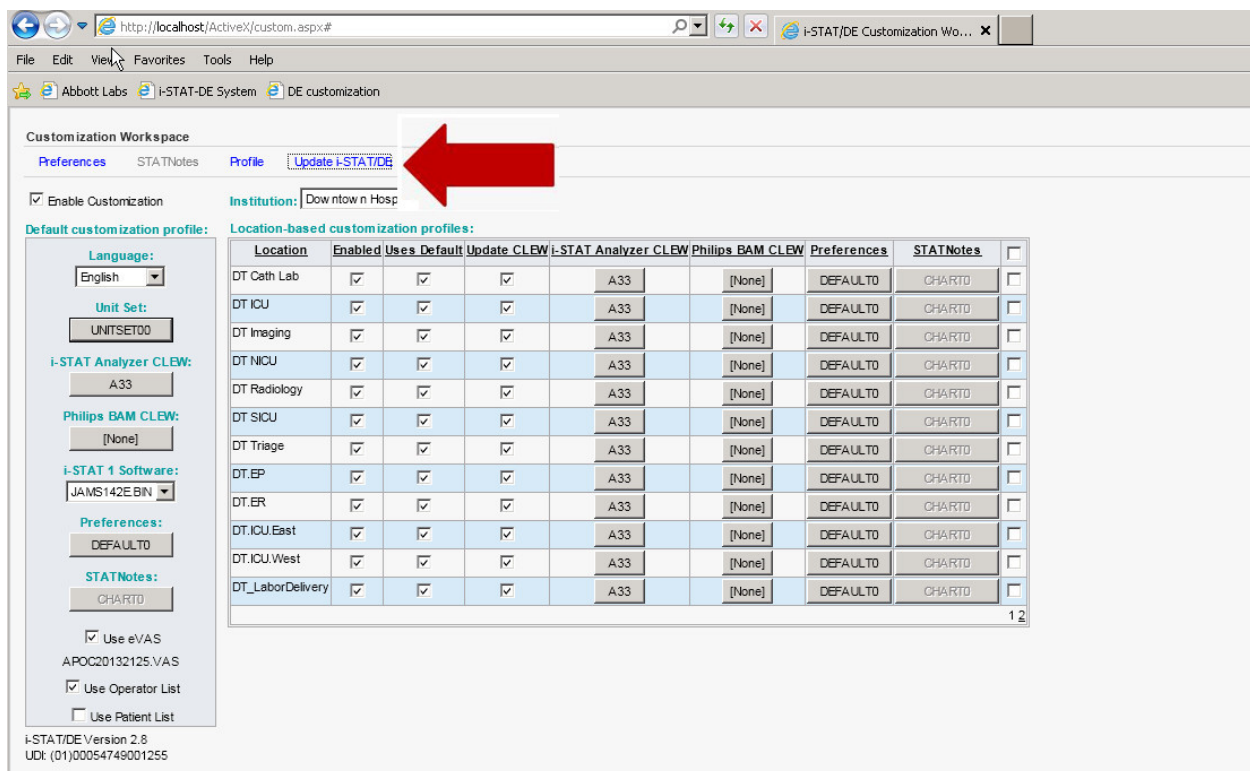 http://localhost/ActiveX/custom.aspx#
i-STAT/DE Customization Wo...
File Edit View Favorites Tools Help
Abbott Labs i-STAT-DE System DE customization
Customization Workspace
Preferences STATNotes Profile Update i-STAT/DE
Enable Customization Institution: Downtown Hosp
Default customization profile: Location-based customization profiles:
Language:
English
Unit Set:
UNITSET00
i-STAT Analyzer CLEW:
A33
Philips BAM CLEW:
[None]
i-STAT 1 Software:
JAMS142E.BIN
Preferences:
DEFAULT0
STATNotes:
CHART0
Use eVAS
APOC20132125.VAS
Use Operator List
Use Patient List
Location Enabled Uses Default Update CLEW i-STAT Analyzer CLEW Philips BAM CLEW Preferences STATNotes
DT Cath Lab A33 [None] DEFAULT0 CHART0
DT ICU A33 [None] DEFAULT0 CHART0
DT Imaging A33 [None] DEFAULT0 CHART0
DT NICU A33 [None] DEFAULT0 CHART0
DT Radiology A33 [None] DEFAULT0 CHART0
DT SICU A33 [None] DEFAULT0 CHART0
DT Triage A33 [None] DEFAULT0 CHART0
DT.EP A33 [None] DEFAULT0 CHART0
DT.ER A33 [None] DEFAULT0 CHART0
DT.ICU.East A33 [None] DEFAULT0 CHART0
DT.ICU.West A33 [None] DEFAULT0 CHART0
DT_LaborDelivery A33 [None] DEFAULT0 CHART0
1 2
i-STAT/DE Version 2.8
UDI: (01)00054749001255